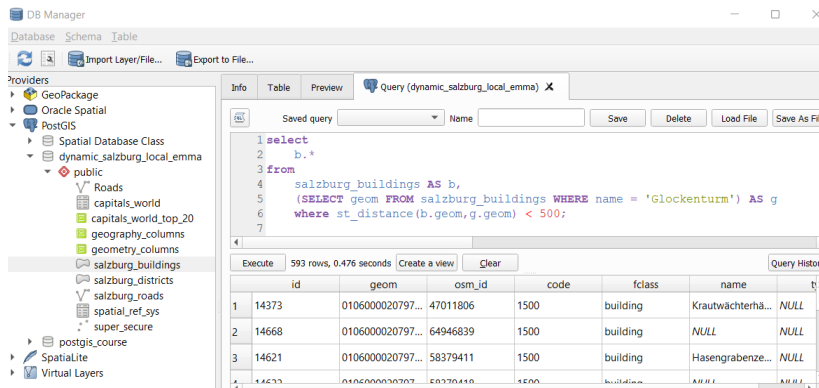 DB Manager
Database Schema Table
Import Layer/File... Export to File...
Providers
GeoPackage
Oracle Spatial
PostGIS
Spatial Database Class
dynamic_salzburg_local_emma
public
Roads
capitals_world
capitals_world_top_20
geography_columns
geometry_columns
salzburg_buildings
salzburg_districts
salzburg_roads
spatial_ref_sys
super_secure
postgis_course
SpatiaLite
Virtual Layers
Info Table Preview Query (dynamic_salzburg_local_emma) X
Saved query Name Save Delete Load File Save As Fi
1 select
2 b.*
3 from
4 salzburg_buildings AS b,
5 (SELECT geom FROM salzburg_buildings WHERE name = 'Glockenturm') AS g
6 where st_distance(b.geom,g.geom) < 500;
7
Execute 593 rows, 0.476 seconds Create a view Clear Query Histor
id geom osm_id code fclass name ty
1 14373 0106000020797... 47011806 1500 building Krautwächterhä... NULL
2 14668 0106000020797... 64946839 1500 building NULL NULL
3 14621 0106000020797... 58379411 1500 building Hasengrabenze... NULL